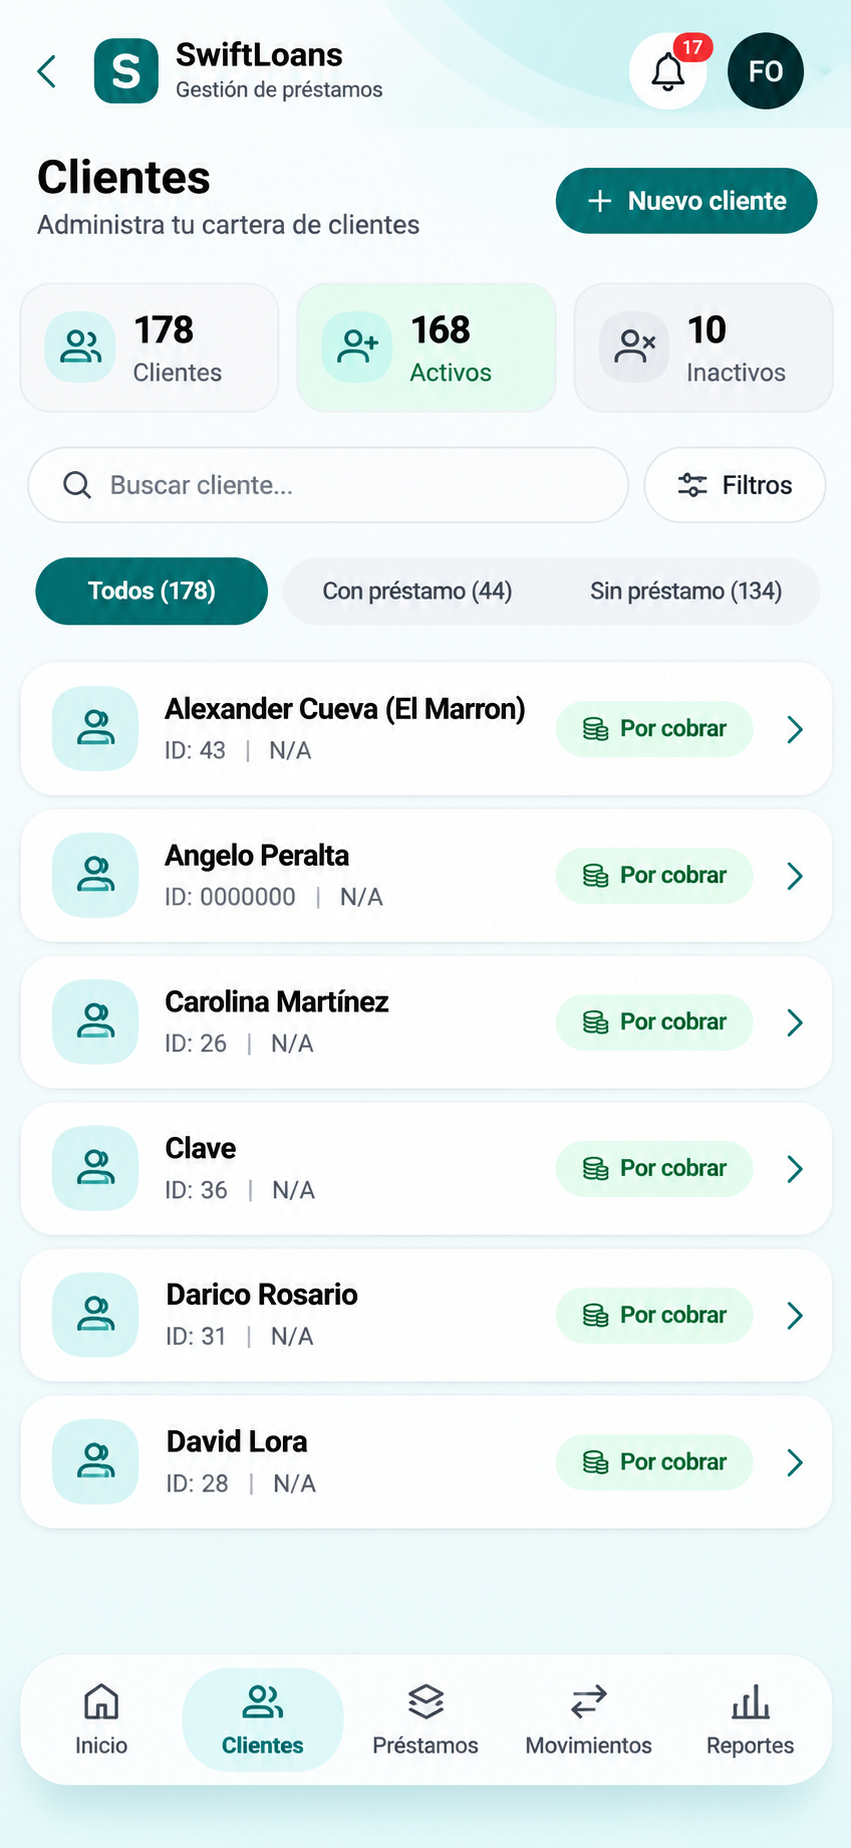 S
SwiftLoans
Gestión de préstamos
17
FO
Clientes
Administra tu cartera de clientes
+ Nuevo cliente
178
Clientes
168
Activos
10
Inactivos
Buscar cliente...
Filtros
Todos (178)
Con préstamo (44)
Sin préstamo (134)
Alexander Cueva (El Marron)
ID: 43 | N/A
Por cobrar
Angelo Peralta
ID: 0000000 | N/A
Por cobrar
Carolina Martínez
ID: 26 | N/A
Por cobrar
Clave
ID: 36 | N/A
Por cobrar
Darico Rosario
ID: 31 | N/A
Por cobrar
David Lora
ID: 28 | N/A
Por cobrar
Inicio
Clientes
Préstamos
Movimientos
Reportes